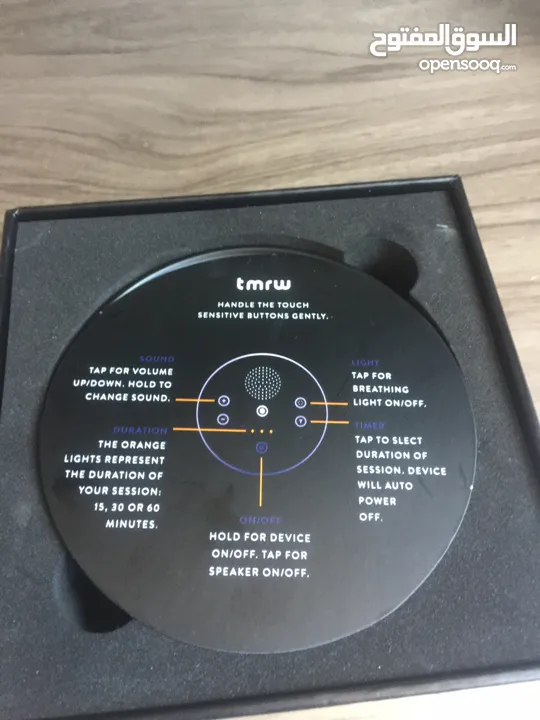 السوق المفتوح
opensooq.com
tmrw
HANDLE THE TOUCH
SENSITIVE BUTTONS GENTLY.
SOUND
TAP FOR VOLUME
UP/DOWN. HOLD TO
CHANGE SOUND.
LIGHT
TAP FOR
BREATHING
LIGHT ON/OFF.
DURATION
THE ORANGE
LIGHTS REPRESENT
THE DURATION OF
YOUR SESSION:
15, 30 OR 60
MINUTES.
TIMER
TAP TO SLECT
DURATION OF
SESSION. DEVICE
WILL AUTO
POWER
OFF.
ON/OFF
HOLD FOR DEVICE
ON/OFF. TAP FOR
SPEAKER ON/OFF.